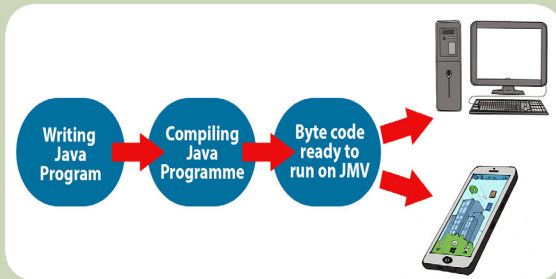 Writing
Java
Program
Compiling
Java
Programme
Byte code
ready to
run on JMV